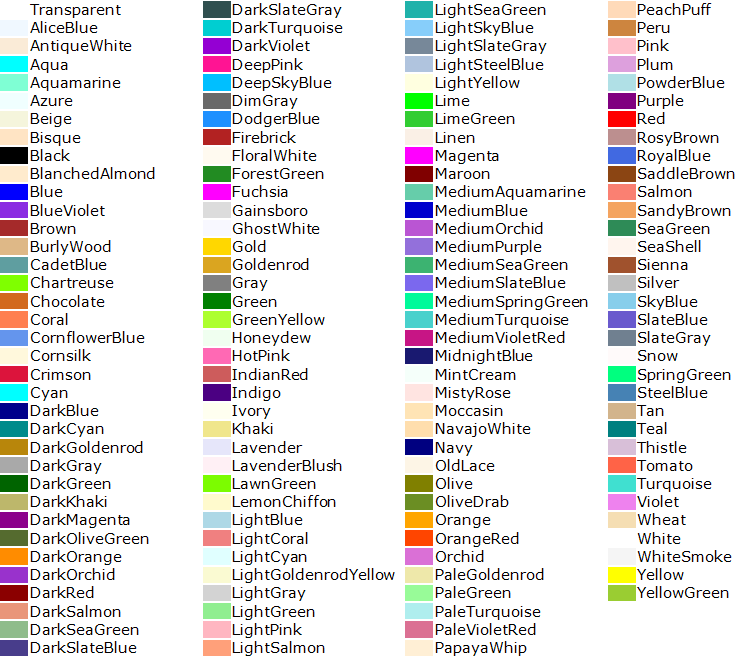 Transparent
AliceBlue
AntiqueWhite
Aqua
Aquamarine
Azure
Beige
Bisque
Black
BlanchedAlmond
Blue
BlueViolet
Brown
BurlyWood
CadetBlue
Chartreuse
Chocolate
Coral
CornflowerBlue
Cornsilk
Crimson
Cyan
DarkBlue
DarkCyan
DarkGoldenrod
DarkGray
DarkGreen
DarkKhaki
DarkMagenta
DarkOliveGreen
DarkOrange
DarkOrchid
DarkRed
DarkSalmon
DarkSeaGreen
DarkSlateBlue
DarkSlateGray
DarkTurquoise
DarkViolet
DeepPink
DeepSkyBlue
DimGray
DodgerBlue
Firebrick
FloralWhite
ForestGreen
Fuchsia
Gainsboro
GhostWhite
Gold
Goldenrod
Gray
Green
GreenYellow
Honeydew
HotPink
IndianRed
Indigo
Ivory
Khaki
Lavender
LavenderBlush
LawnGreen
LemonChiffon
LightBlue
LightCoral
LightCyan
LightGoldenrodYellow
LightGray
LightGreen
LightPink
LightSalmon
LightSeaGreen
LightSkyBlue
LightSlateGray
LightSteelBlue
LightYellow
Lime
LimeGreen
Linen
Magenta
Maroon
MediumAquamarine
MediumBlue
MediumOrchid
MediumPurple
MediumSeaGreen
MediumSlateBlue
MediumSpringGreen
MediumTurquoise
MediumVioletRed
MidnightBlue
MintCream
MistyRose
Moccasin
NavajoWhite
Navy
OldLace
Olive
OliveDrab
Orange
OrangeRed
Orchid
PaleGoldenrod
PaleGreen
PaleTurquoise
PaleVioletRed
PapayaWhip
PeachPuff
Peru
Pink
Plum
PowderBlue
Purple
Red
RosyBrown
RoyalBlue
SaddleBrown
Salmon
SandyBrown
SeaGreen
SeaShell
Sienna
Silver
SkyBlue
SlateBlue
SlateGray
Snow
SpringGreen
SteelBlue
Tan
Teal
Thistle
Tomato
Turquoise
Violet
Wheat
White
WhiteSmoke
Yellow
YellowGreen